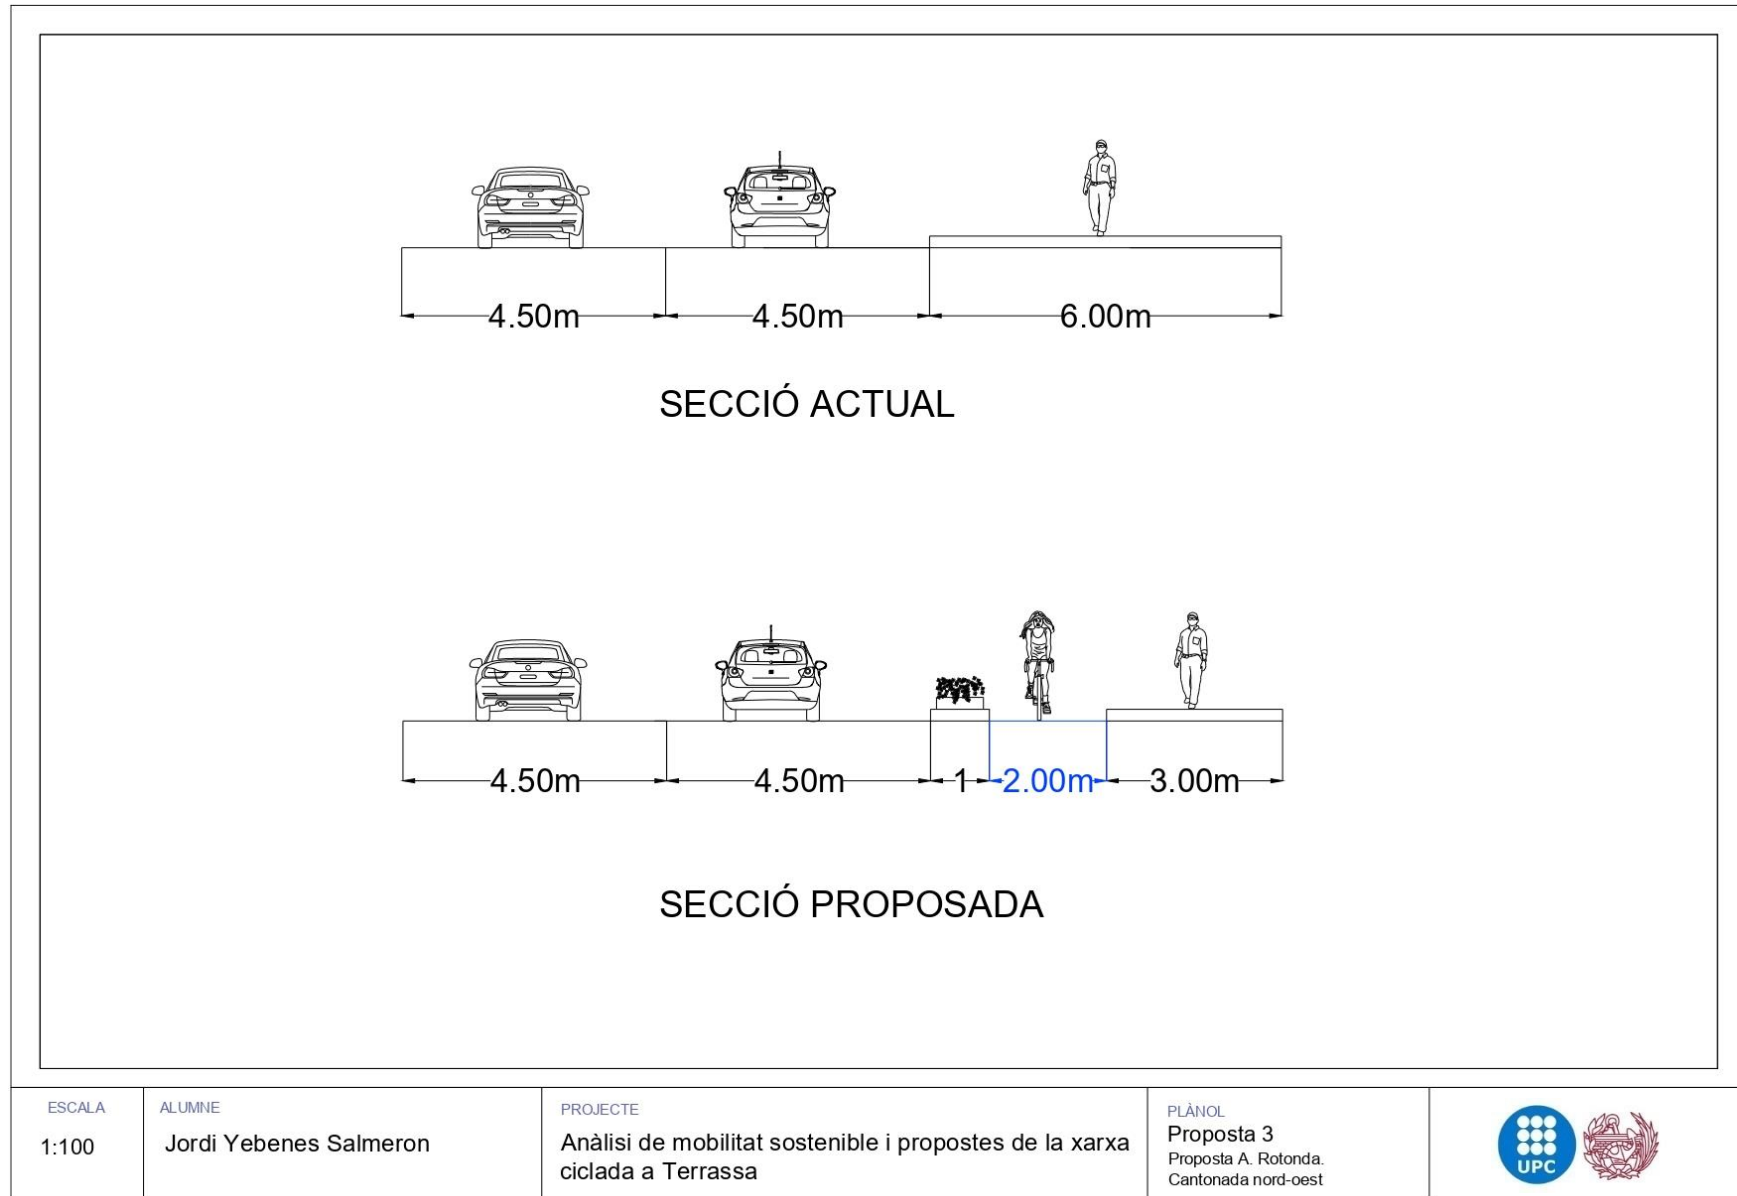 4.50m 4.50m 6.00m
SECCIÓ ACTUAL
4.50m 4.50m 1 2.00m 3.00m
SECCIÓ PROPOSADA
ESCALA
1:100
ALUMNE
Jordi Yebenes Salmeron
PROJECTE
Anàlisi de mobilitat sostenible i propostes de la xarxa
ciclada a Terrassa
PLÀNOL
Proposta 3
Proposta A. Rotonda.
Cantonada nord-oest
UPC